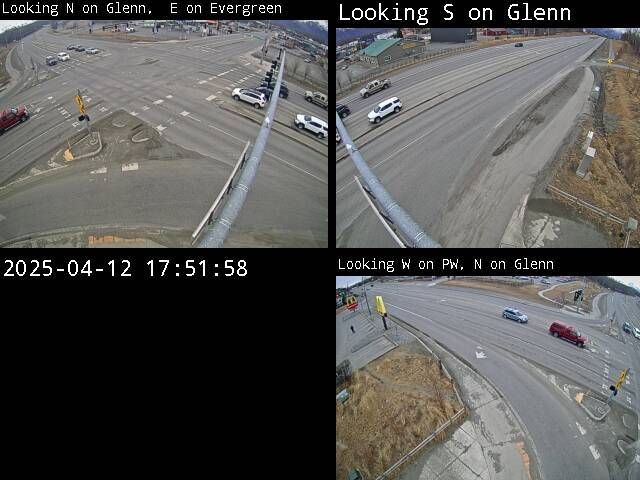 Looking N on Glenn, E on Evergreen
Looking S on Glenn
2025-04-12 17:51:58
Looking W on PW, N on Glenn